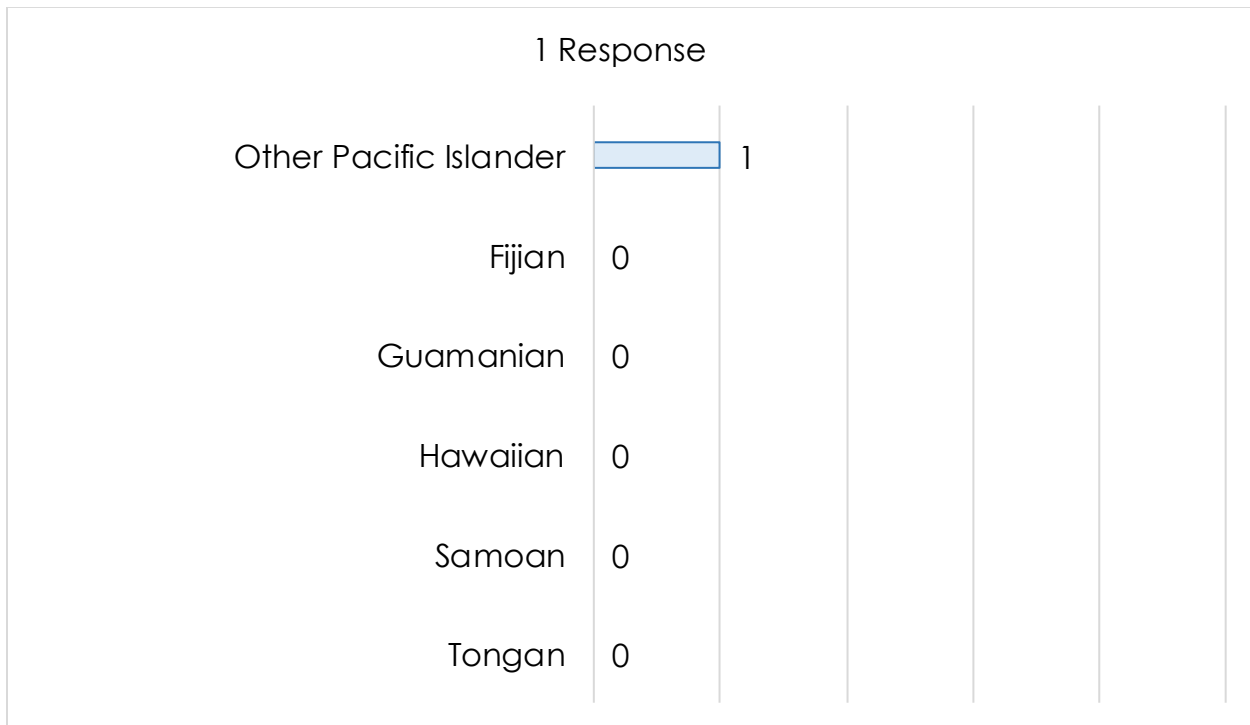 1 Response
Other Pacific Islander 1
Fijian 0
Guamanian 0
Hawaiian 0
Samoan 0
Tongan 0